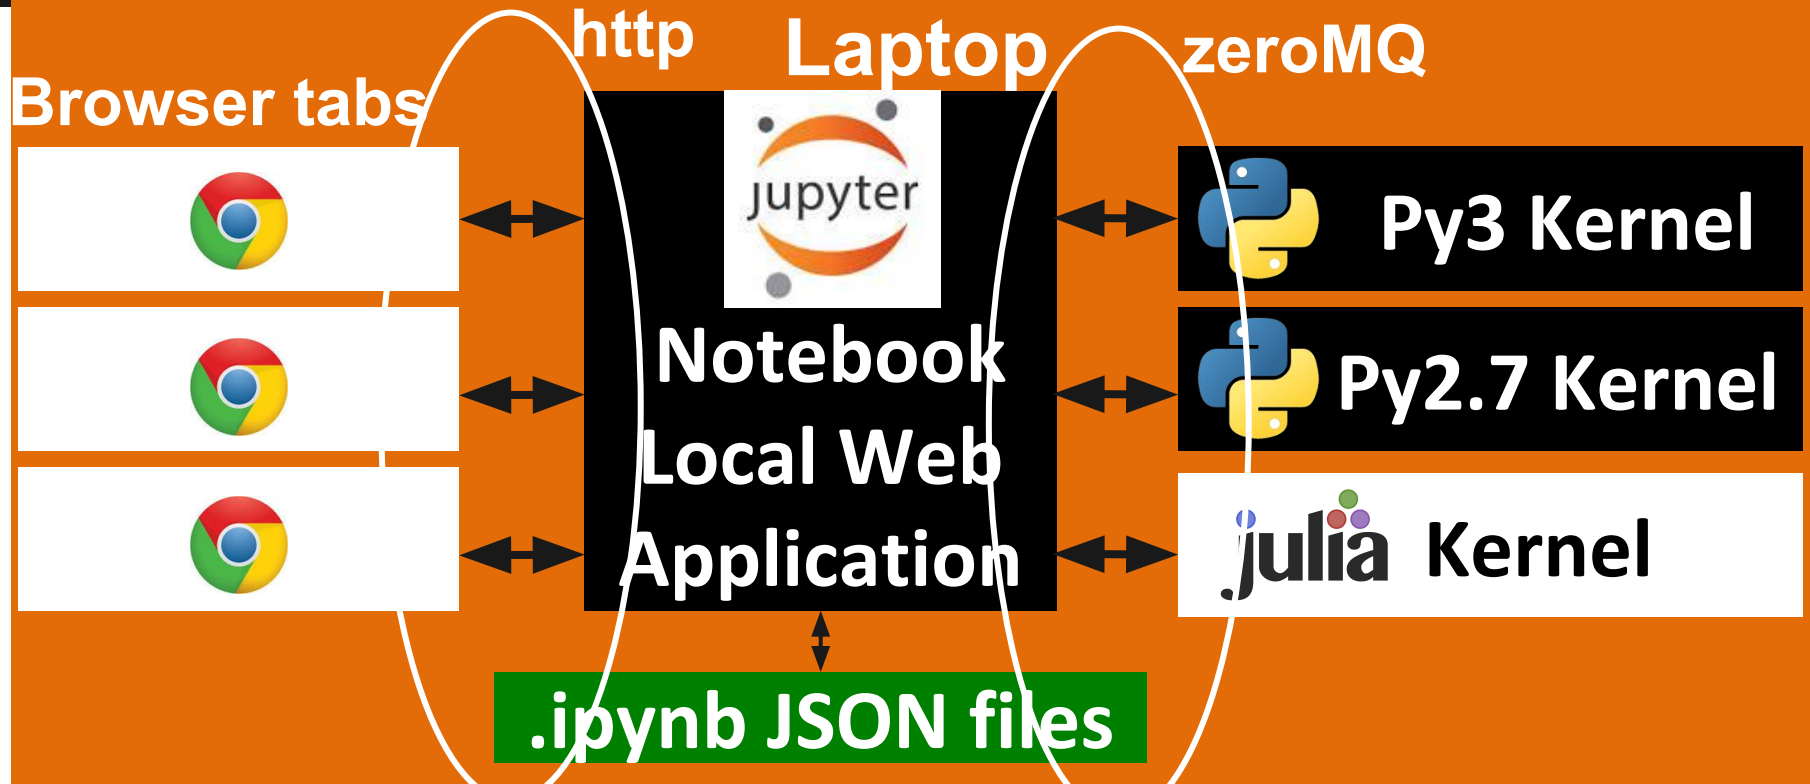 http
Laptop
zeroMQ
Browser tabs
jupyter
Notebook
Local Web
Application
Py3 Kernel
Py2.7 Kernel
julia Kernel
.ipynb JSON files